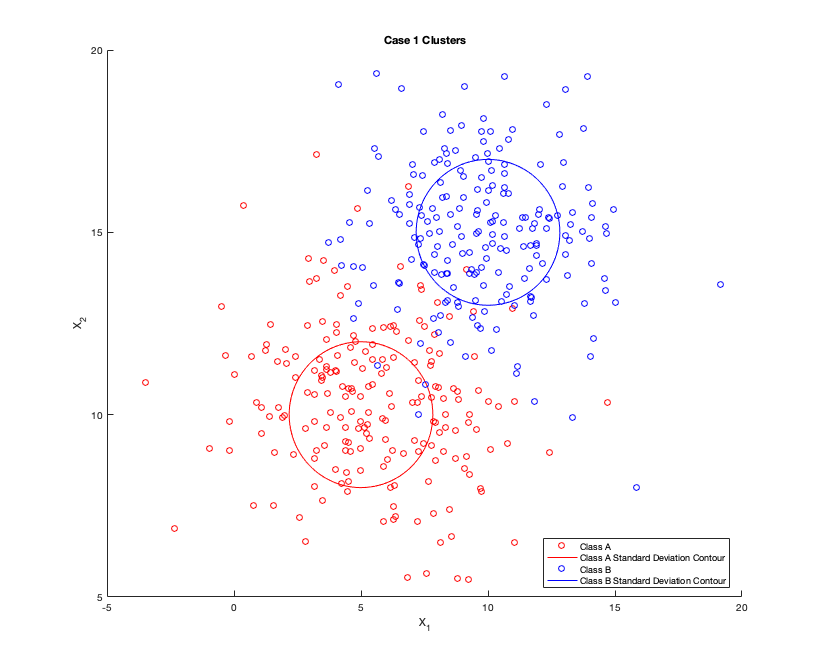 Case 1 Clusters
20
15
10
5
X2
-5
0
5
10
15
20
X1
Class A
Class A Standard Deviation Contour
Class B
Class B Standard Deviation Contour